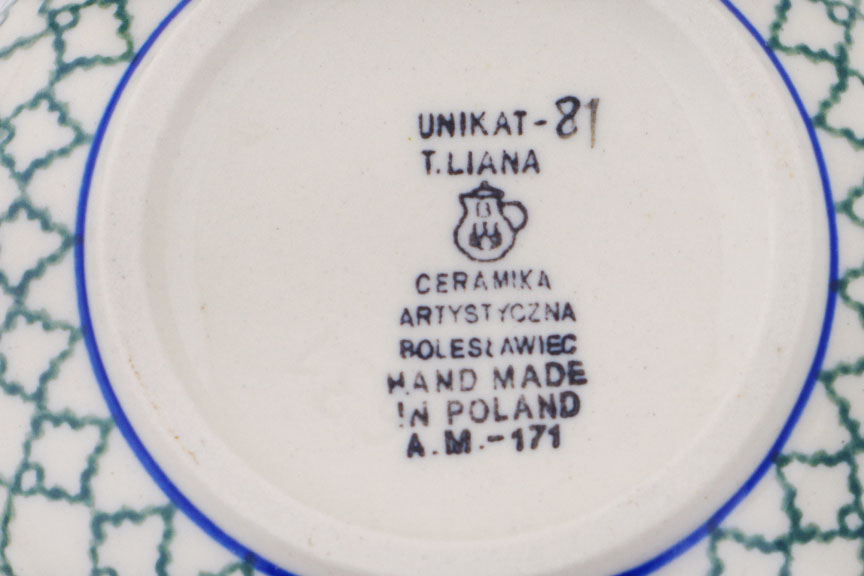 UNIKAT-81
T.LIANA
CERAMIKA
ARTYSTYCZNA
BOLESŁAWIEC
HAND MADE
IN POLAND
A.M.-171